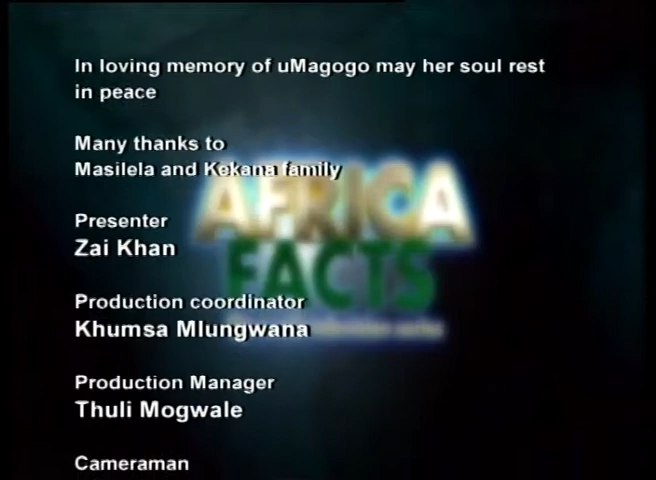 In loving memory of uMagogo may her soul rest
in peace
Many thanks to
Masilela and Kekana family
AFRICA
FACTS
Presenter
Zai Khan
Production coordinator
Khumsa Mlungwana
Production Manager
Thuli Mogwale
Cameraman